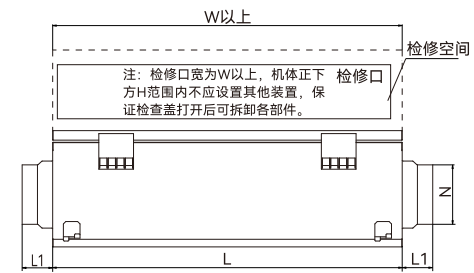 W以上
检修空间
注：检修口宽为W以上，机体正下
方H范围内不应设置其他装置，保
证检查盖打开后可拆卸各部件。
检修口
N
L1
L
L1